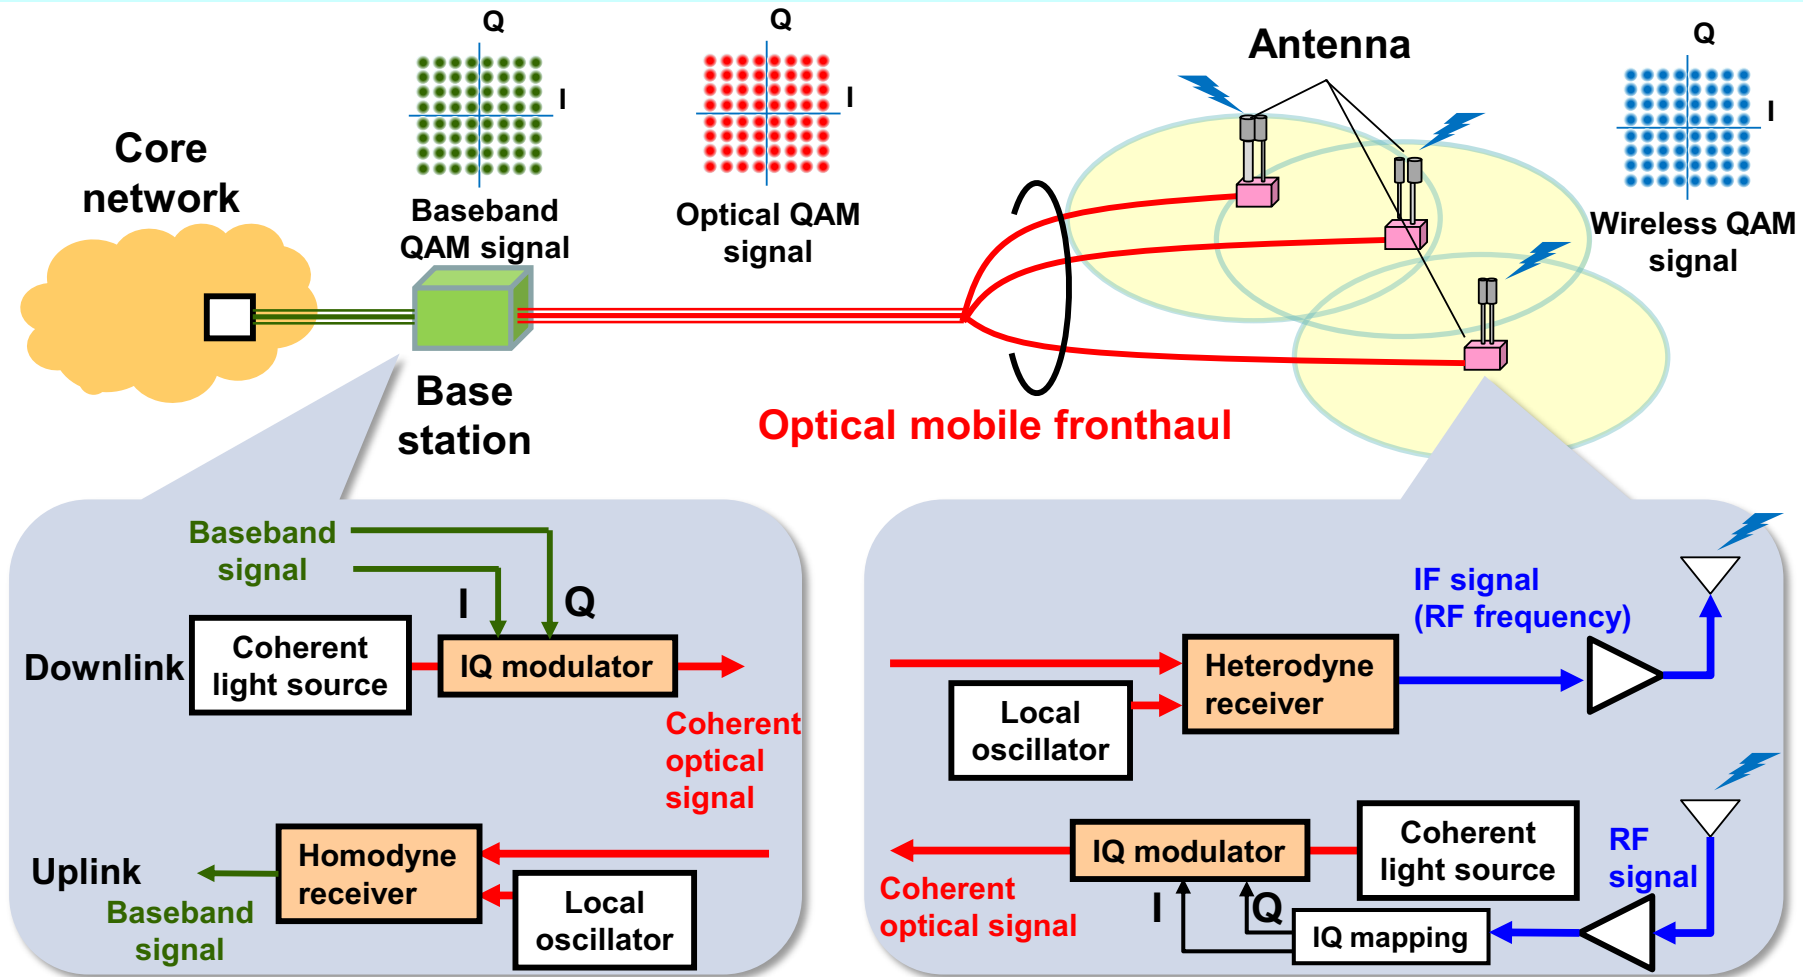 Q
I
Baseband
QAM signal
Q
I
Optical QAM
signal
Antenna
Q
I
Wireless QAM
signal
Core
network
Base
station
Optical mobile fronthaul
Baseband
signal
I
Q
Downlink
Coherent
light source
IQ modulator
Coherent
optical
signal
Uplink
Homodyne
receiver
Baseband
signal
Local
oscillator
IF signal
(RF frequency)
Heterodyne
receiver
Local
oscillator
IQ modulator
Coherent
light source
RF
signal
Coherent
optical signal
I
Q
IQ mapping